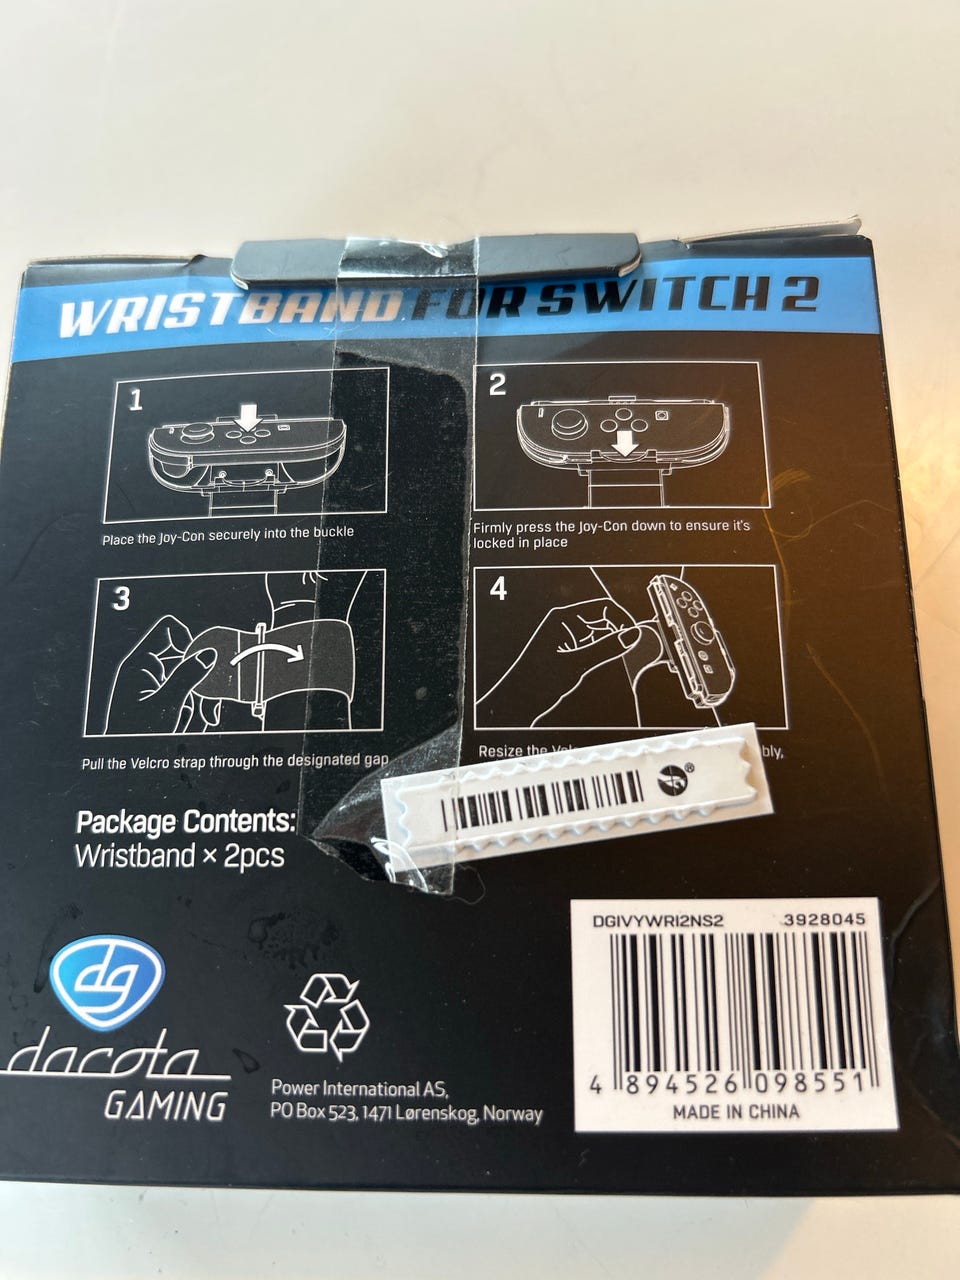 WRISTBAND FOR SWITCH 2
1
Place the Joy-Con securely into the buckle
2
Firmly press the Joy-Con down to ensure it's
locked in place
3
Pull the Velcro strap through the designated gap
4
Resize the
bly,
Package Contents:
Wristband × 2pcs
®
dg
dacota
GAMING
Power International AS,
PO Box 523, 1471 Lørenskog, Norway
DGIVYWRI2NS2 3928045
4 894526 098551
MADE IN CHINA